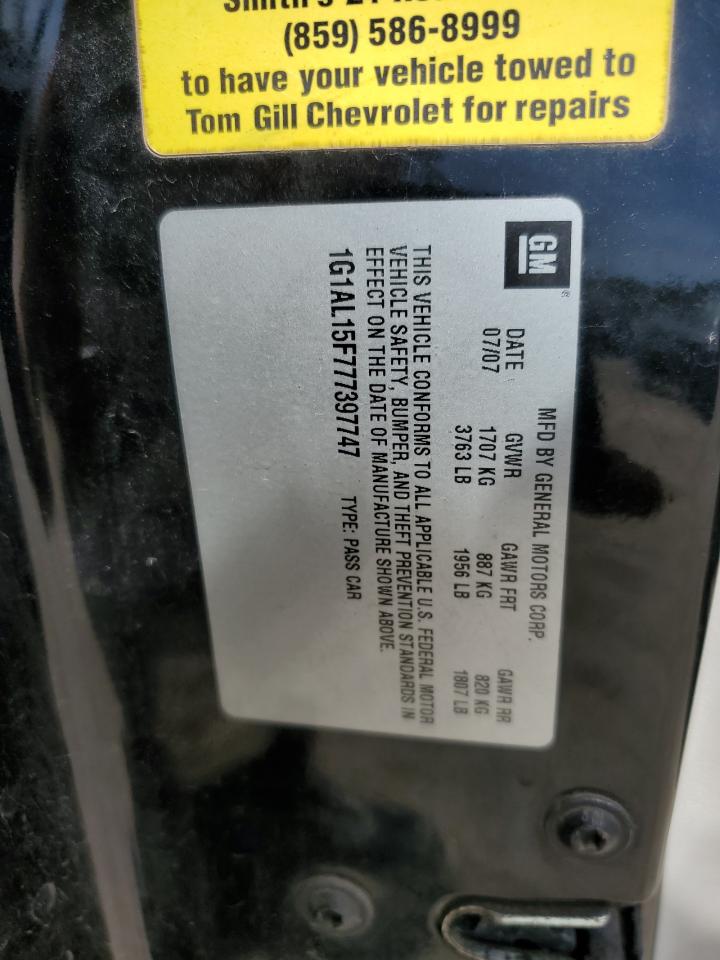 (859) 586-8999
to have your vehicle towed to
Tom Gill Chevrolet for repairs
GM
MFD BY GENERAL MOTORS CORP.
DATE GVWR GAWR FRT GAWR RR
07/07 1707 KG 887 KG 820 KG
3763 LB 1956 LB 1807 LB
THIS VEHICLE CONFORMS TO ALL APPLICABLE U.S. FEDERAL MOTOR
VEHICLE SAFETY, BUMPER, AND THEFT PREVENTION STANDARDS IN
EFFECT ON THE DATE OF MANUFACTURE SHOWN ABOVE.
1G1AL15F777397747 TYPE: PASS CAR